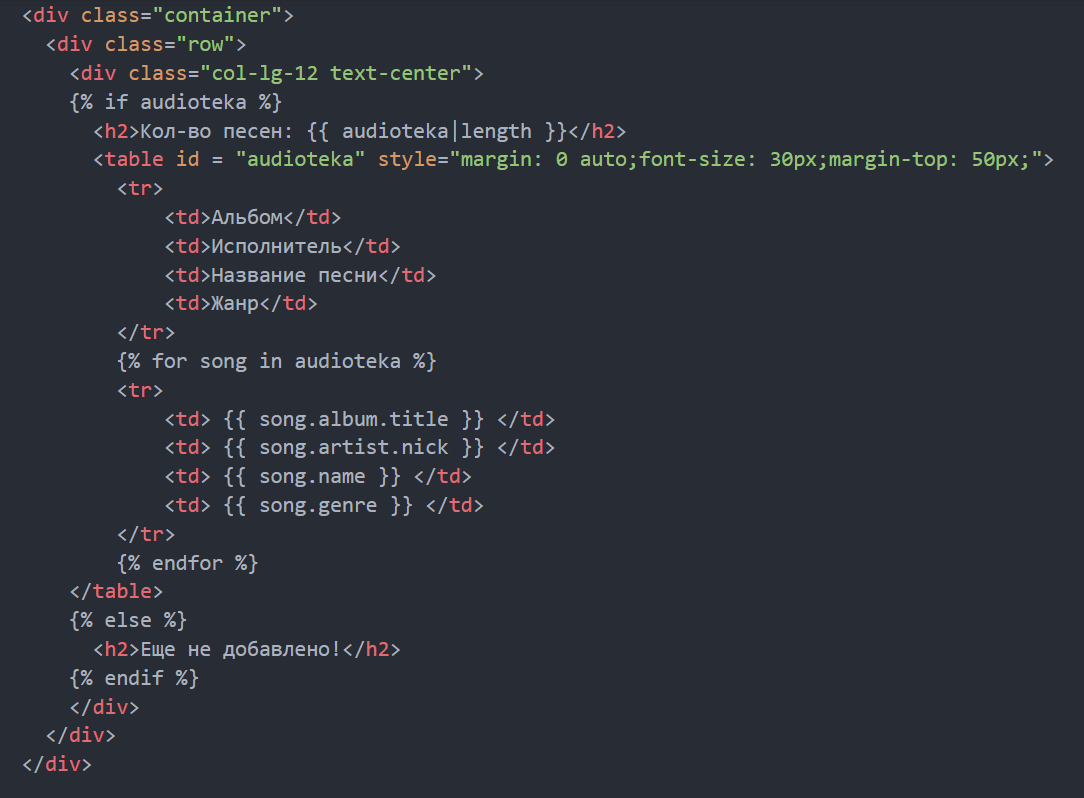 <div class="container">
<div class="row">
<div class="col-lg-12 text-center">
{% if audioteka %}
<h2>Кол-во песен: {{ audioteka|length }}</h2>
<table id = "audioteka" style="margin: 0 auto;font-size: 30px;margin-top: 50px;">
<tr>
<td>Альбом</td>
<td>Исполнитель</td>
<td>Название песни</td>
<td>Жанр</td>
</tr>
{% for song in audioteka %}
<tr>
<td> {{ song.album.title }} </td>
<td> {{ song.artist.nick }} </td>
<td> {{ song.name }} </td>
<td> {{ song.genre }} </td>
</tr>
{% endfor %}
</table>
{% else %}
<h2>Еще не добавлено!</h2>
{% endif %}
</div>
</div>
</div>